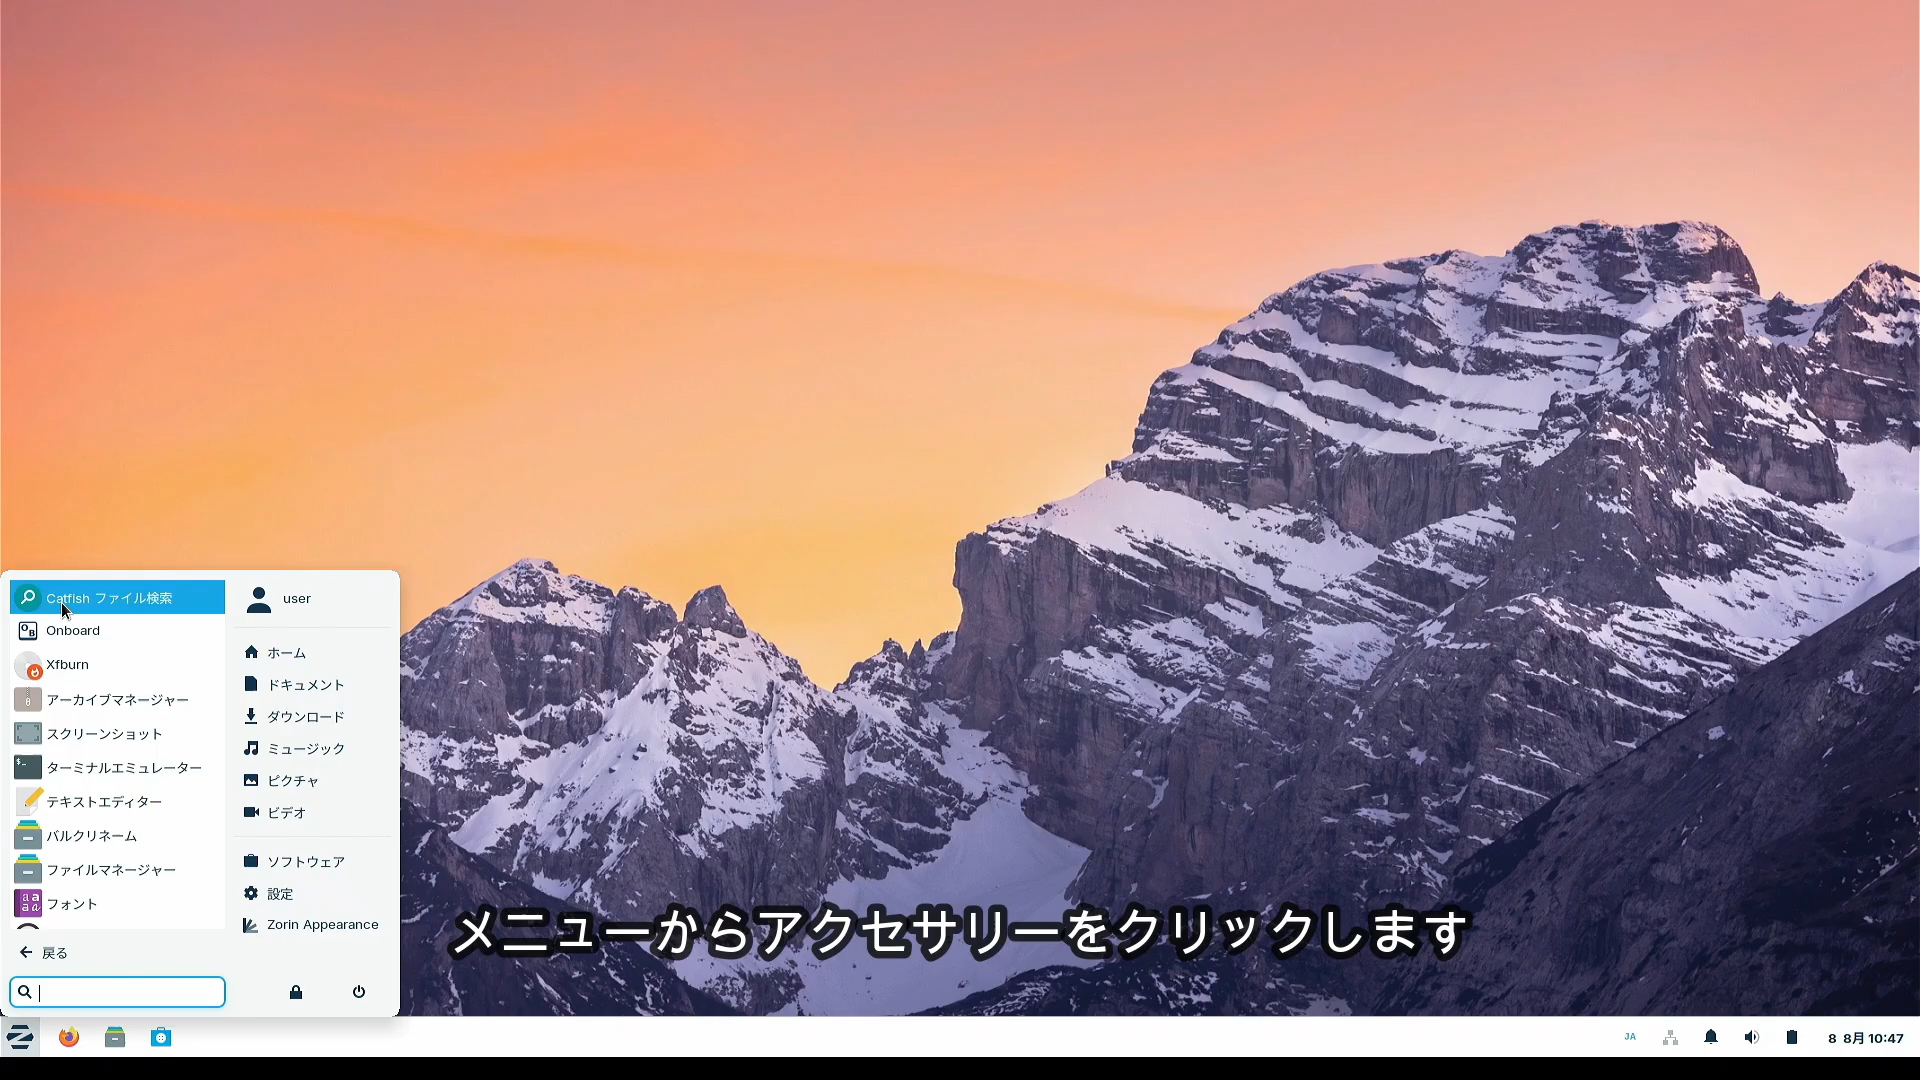 Catfish ファイル検索
Onboard
Xfburn
アーカイブマネージャー
スクリーンショット
ターミナルエミュレーター
テキストエディター
バルクリネーム
ファイルマネージャー
フォント
戻る
user
ホーム
ドキュメント
ダウンロード
ミュージック
ピクチャ
ビデオ
ソフトウェア
設定
Zorin Appearance
メニューからアクセサリーをクリックします
JA
8 8月 10:47